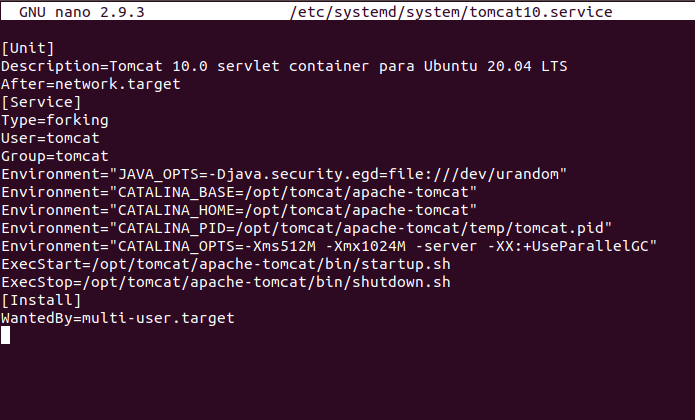 GNU nano 2.9.3 /etc/systemd/system/tomcat10.service
[Unit]
Description=Tomcat 10.0 servlet container para Ubuntu 20.04 LTS
After=network.target
[Service]
Type=forking
User=tomcat
Group=tomcat
Environment="JAVA_OPTS=-Djava.security.egd=file:///dev/urandom"
Environment="CATALINA_BASE=/opt/tomcat/apache-tomcat"
Environment="CATALINA_HOME=/opt/tomcat/apache-tomcat"
Environment="CATALINA_PID=/opt/tomcat/apache-tomcat/temp/tomcat.pid"
Environment="CATALINA_OPTS=-Xms512M -Xmx1024M -server -XX:+UseParallelGC"
ExecStart=/opt/tomcat/apache-tomcat/bin/startup.sh
ExecStop=/opt/tomcat/apache-tomcat/bin/shutdown.sh
[Install]
WantedBy=multi-user.target